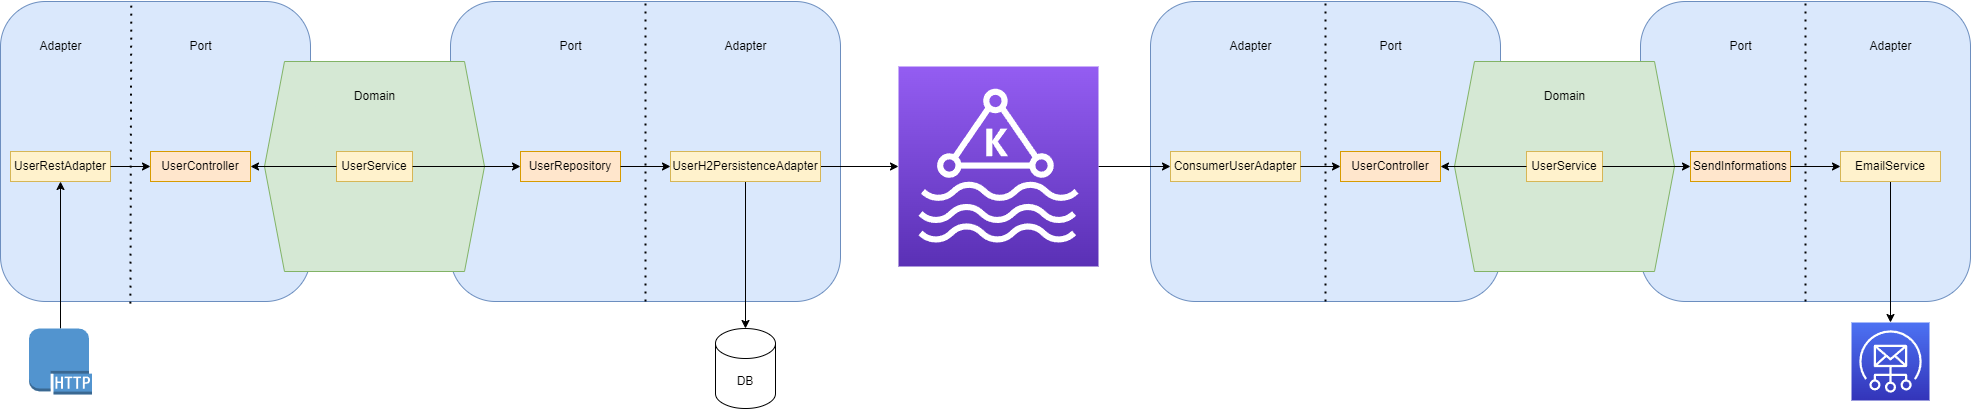 Adapter
Port
Port
Adapter
Adapter
Port
Port
Adapter
Domain
Domain
UserRestAdapter
UserController
UserService
UserRepository
UserH2PersistenceAdapter
K
ConsumerUserAdapter
UserController
UserService
SendInformations
EmailService
HTTP
DB